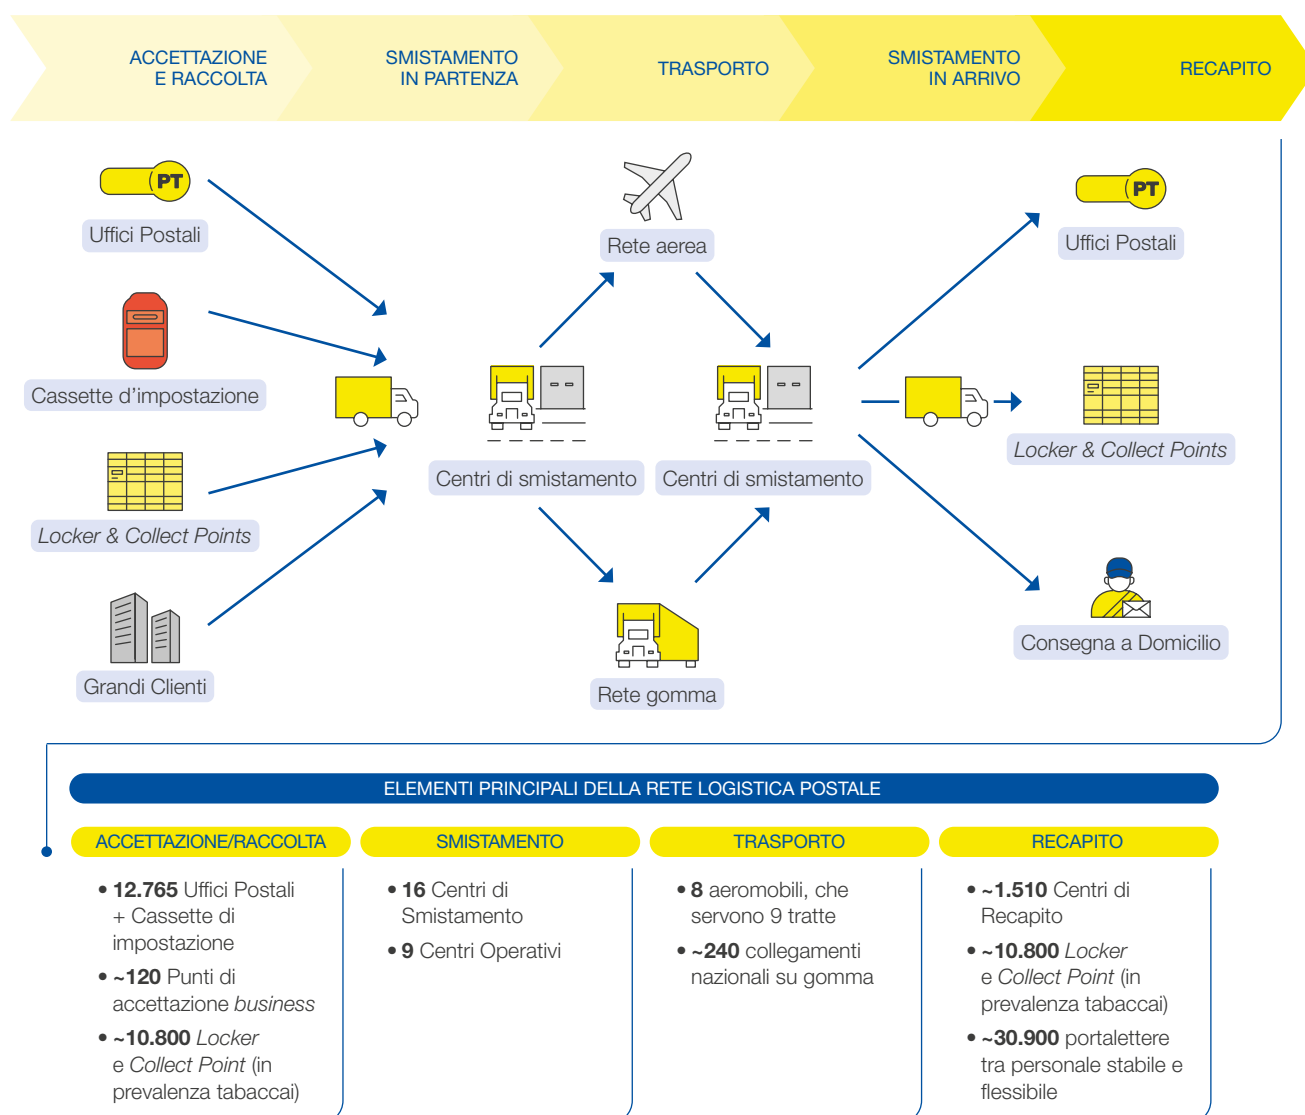 ACCETTAZIONE
E RACCOLTA
SMISTAMENTO
IN PARTENZA
TRASPORTO
SMISTAMENTO
IN ARRIVO
RECAPITO
PT
Uffici Postali
Cassette d'impostazione
Locker & Collect Points
Grandi Clienti
Centri di smistamento
Rete aerea
Rete gomma
Centri di smistamento
PT
Uffici Postali
Locker & Collect Points
Consegna a Domicilio
ELEMENTI PRINCIPALI DELLA RETE LOGISTICA POSTALE
ACCETTAZIONE/RACCOLTA
• 12.765 Uffici Postali
+ Cassette di
impostazione
• ~120 Punti di
accettazione business
• ~10.800 Locker
e Collect Point (in
prevalenza tabaccai)
SMISTAMENTO
• 16 Centri di
Smistamento
• 9 Centri Operativi
TRASPORTO
• 8 aeromobili, che
servono 9 tratte
• ~240 collegamenti
nazionali su gomma
RECAPITO
• ~1.510 Centri di
Recapito
• ~10.800 Locker
e Collect Point (in
prevalenza tabaccai)
• ~30.900 portalettere
tra personale stabile e
flessibile